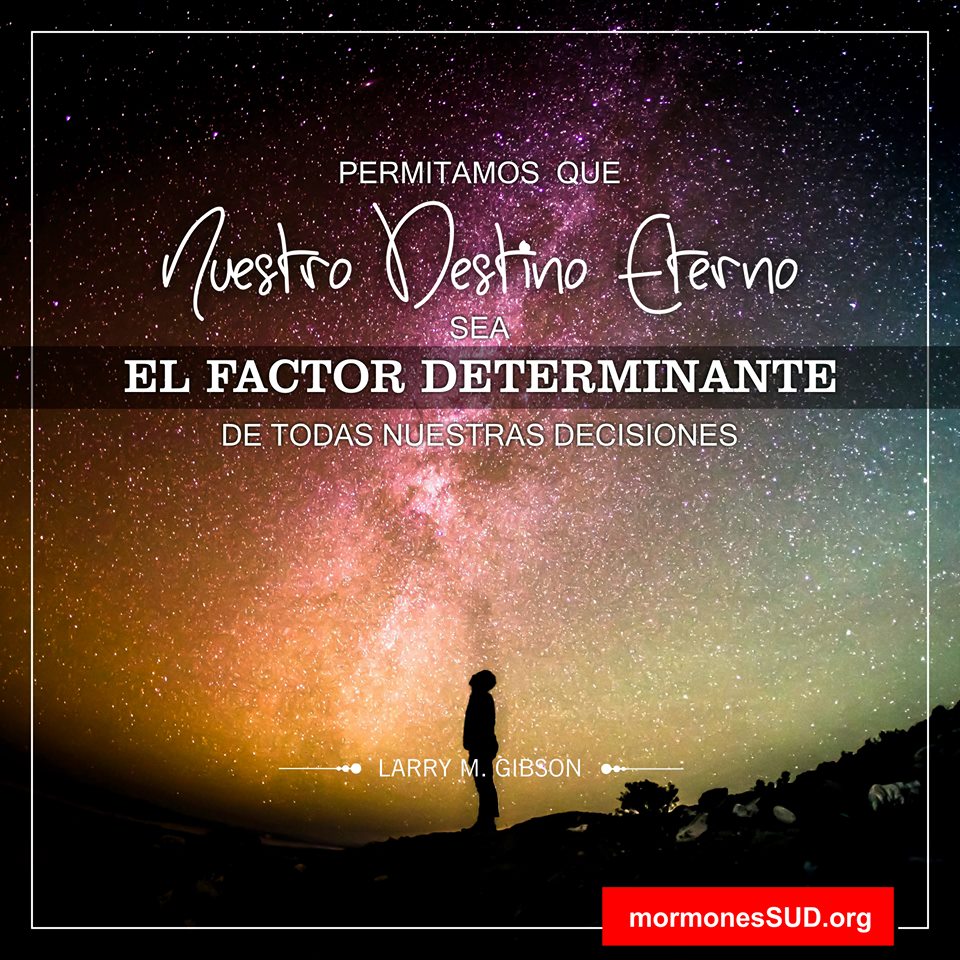 PERMITAMOS QUE
Nuestro Destino Eterno
SEA
EL FACTOR DETERMINANTE
DE TODAS NUESTRAS DECISIONES
LARRY M. GIBSON
mormonesSUD.org